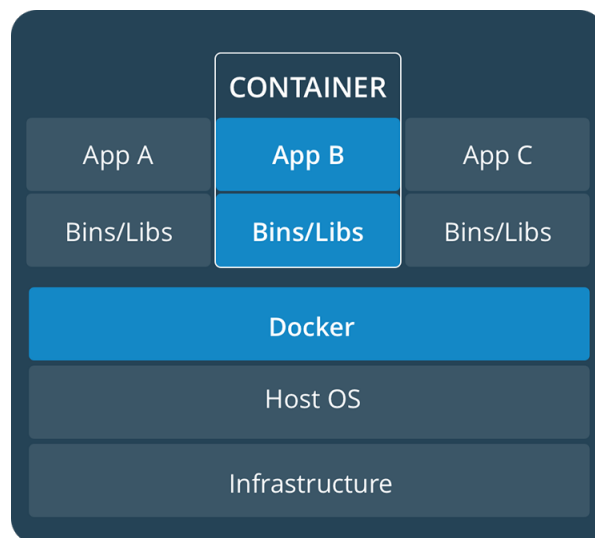 CONTAINER
App A App B App C
Bins/Libs Bins/Libs Bins/Libs
Docker
Host OS
Infrastructure